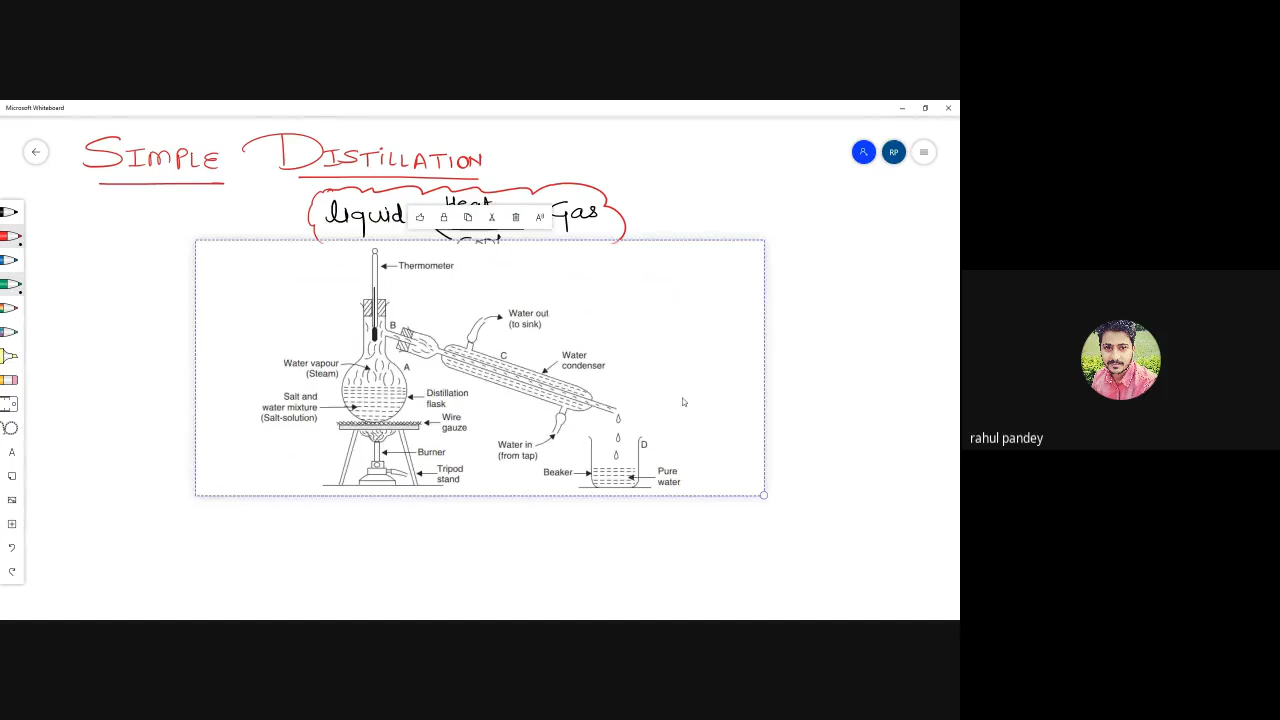 Microsoft Whiteboard
SIMPLE DISTILLATION
RP
liquid Heat Gas
Thermometer
B
Water out
(to sink)
C
Water
condenser
Water vapour
(Steam)
A
Salt and
water mixture
(Salt-solution)
Distillation
flask
Wire
gauze
Water in
(from tap)
D
Burner
Tripod
stand
Beaker
Pure
water
rahul pandey